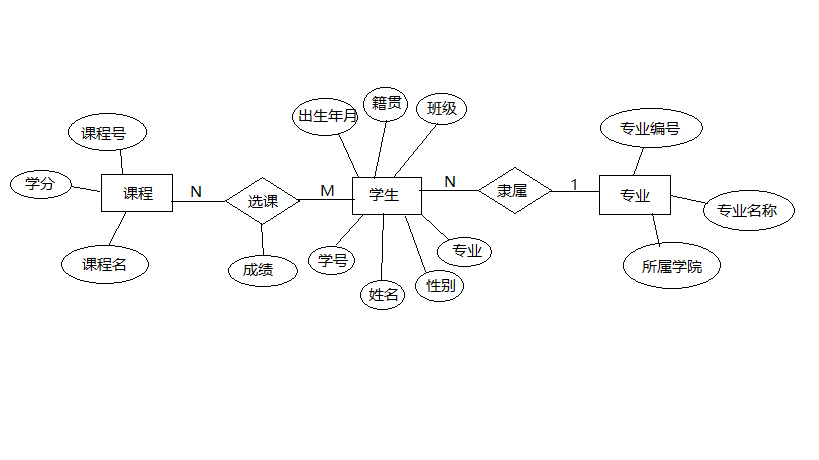 出生年月
籍贯
班级
课程号
专业编号
学分
课程
N
选课
M
学生
N
隶属
1
专业
专业名称
课程名
成绩
学号
专业
所属学院
姓名
性别